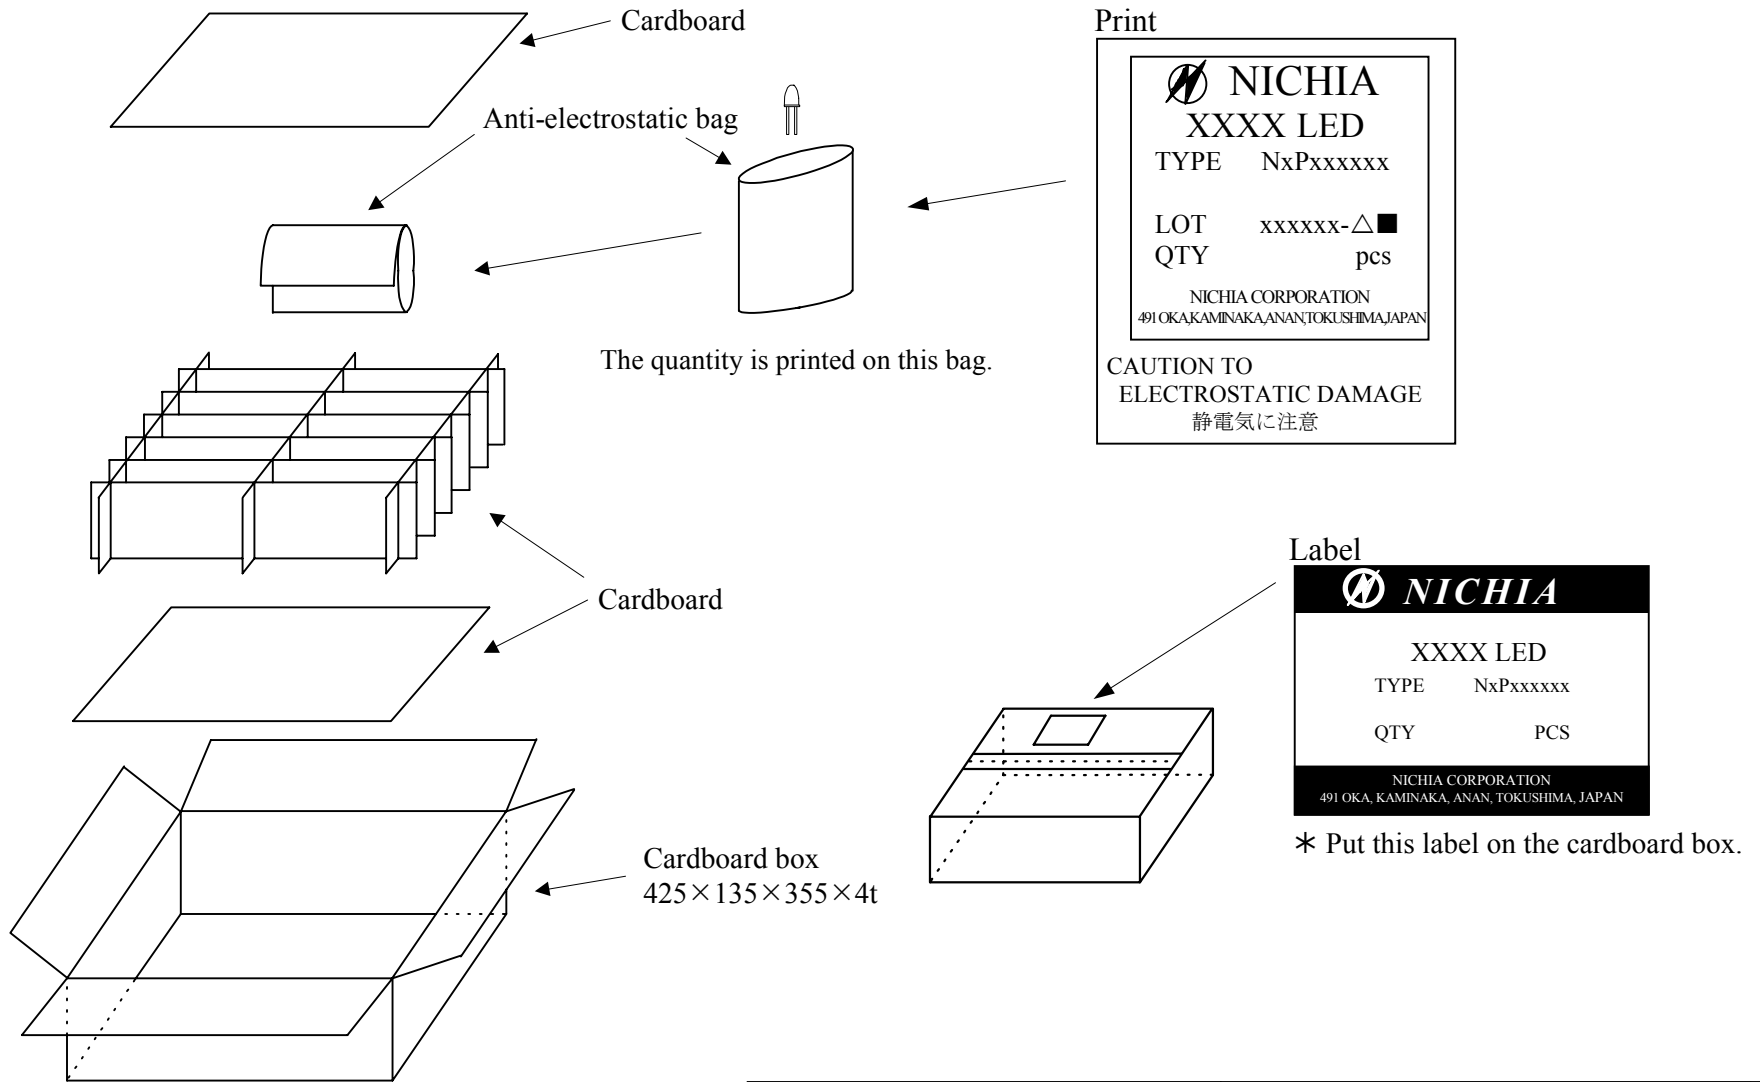 Cardboard
Anti-electrostatic bag
The quantity is printed on this bag.
Print
NICHIA
XXXX LED
TYPE NxPxxxxxx
LOT xxxxxx-△■
QTY pcs
NICHIA CORPORATION
491 OKA,KAMINAKA,ANAN,TOKUSHIMA,JAPAN
CAUTION TO
ELECTROSTATIC DAMAGE
静電気に注意
Cardboard
Cardboard box
425×135×355×4t
Label
NICHIA
XXXX LED
TYPE NxPxxxxxx
QTY PCS
NICHIA CORPORATION
491 OKA, KAMINAKA, ANAN, TOKUSHIMA, JAPAN
＊ Put this label on the cardboard box.